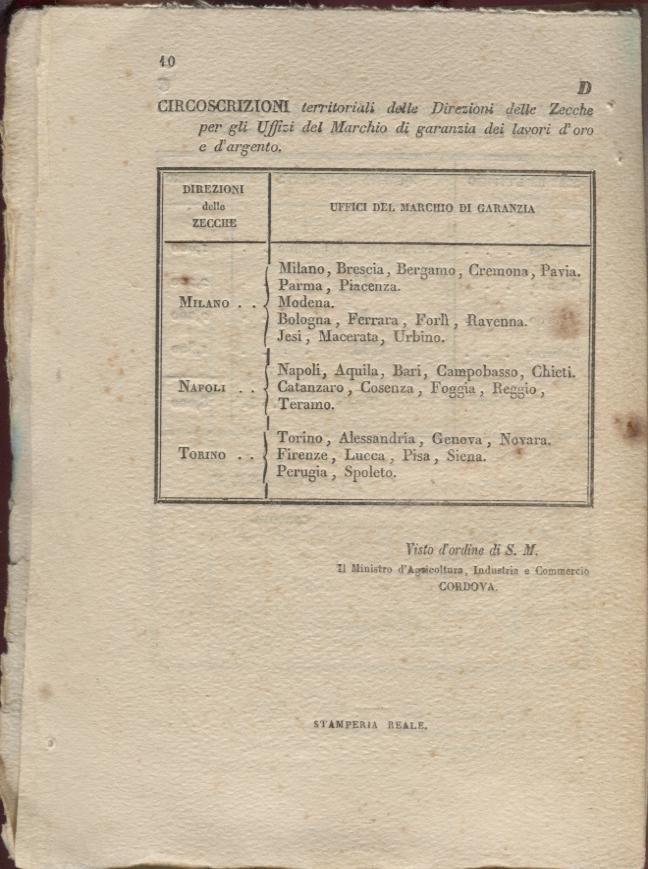 10
D
CIRCOSCRIZIONI territoriali delle Direzioni delle Zecche
per gli Uffizi del Marchio di garanzia dei lavori d'oro
e d'argento.
DIREZIONI
delle
ZECCHE
UFFICI DEL MARCHIO DI GARANZIA
MILANO . .
Milano, Brescia, Bergamo, Cremona, Pavia.
Parma, Piacenza.
Modena.
Bologna, Ferrara, Forlì, Ravenna.
Jesi, Macerata, Urbino.
NAPOLI . .
Napoli, Aquila, Bari, Campobasso, Chieti.
Catanzaro, Cosenza, Foggia, Reggio,
Teramo.
TORINO . .
Torino, Alessandria, Genova, Novara.
Firenze, Lucca, Pisa, Siena.
Perugia, Spoleto.
Visto d'ordine di S. M.
Il Ministro d'Agricoltura, Industria e Commercio
CORDOVA.
STAMPERIA REALE.